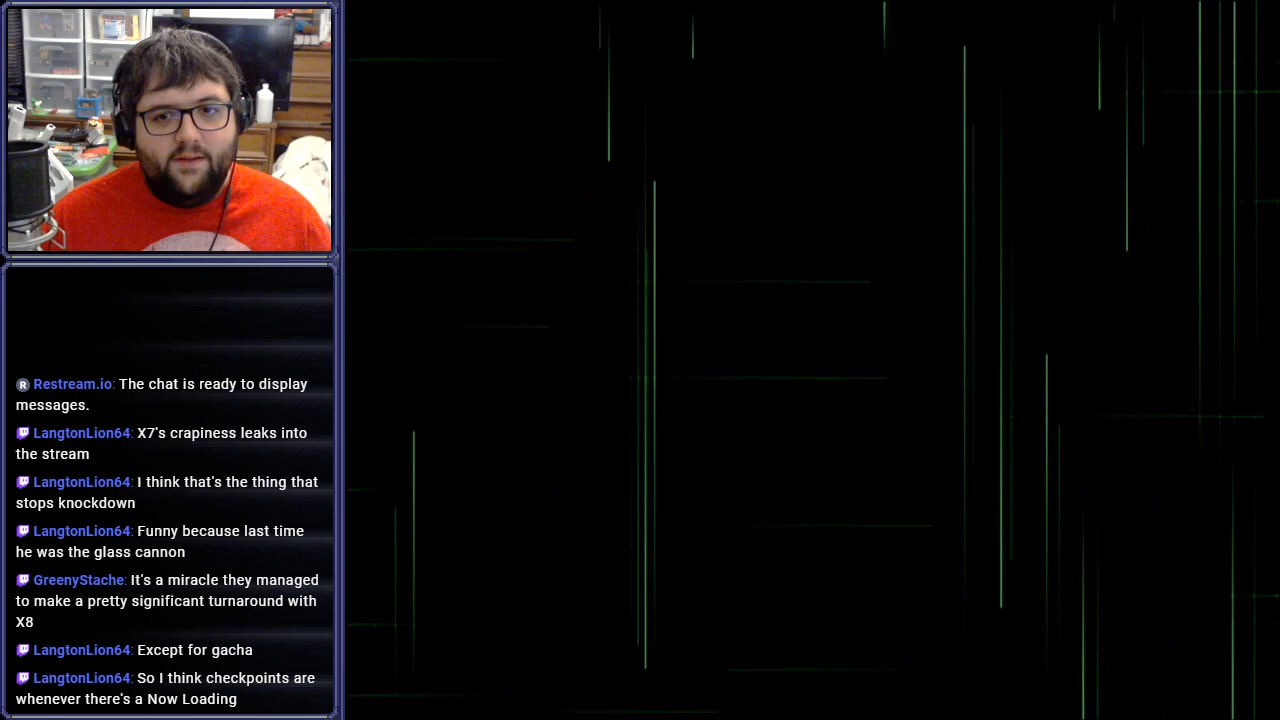 R Restream.io: The chat is ready to display
messages.
LangtonLion64: X7's crapiness leaks into
the stream
LangtonLion64: I think that's the thing that
stops knockdown
LangtonLion64: Funny because last time
he was the glass cannon
GreenyStache: It's a miracle they managed
to make a pretty significant turnaround with
X8
LangtonLion64: Except for gacha
LangtonLion64: So I think checkpoints are
whenever there's a Now Loading